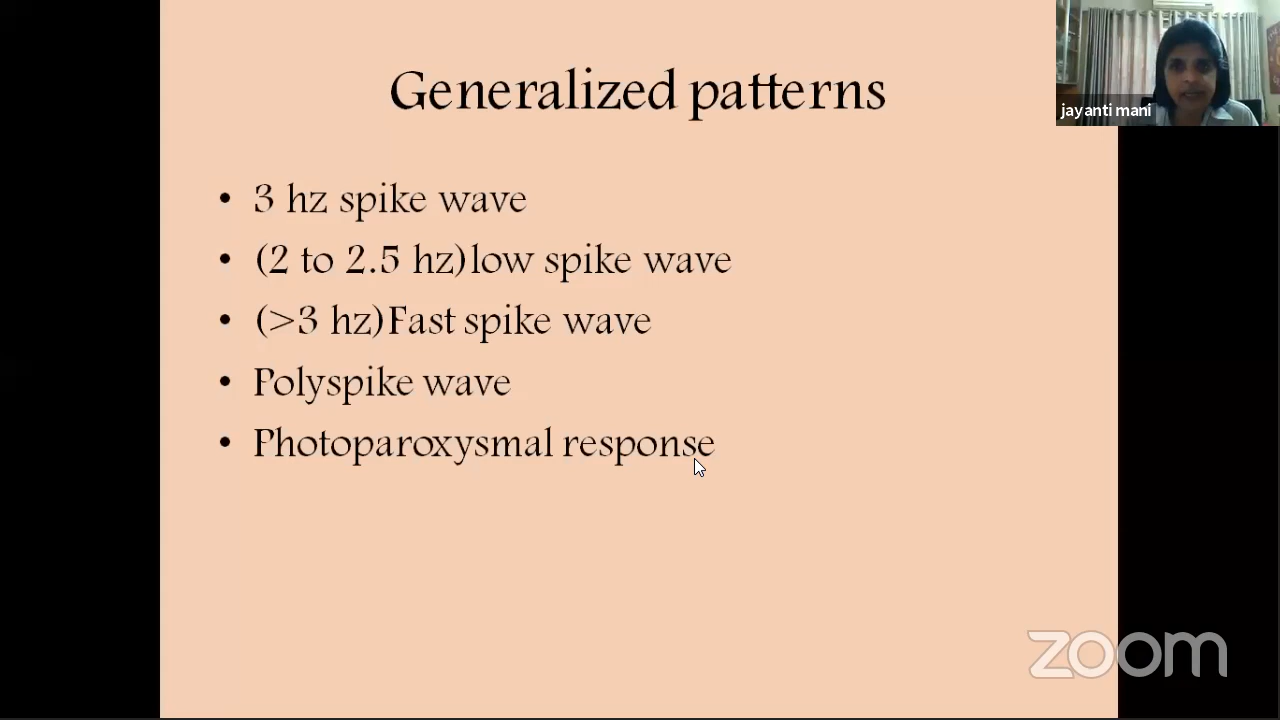 Generalized patterns
jayanti mani
• 3 hz spike wave
• (2 to 2.5 hz)low spike wave
• (>3 hz)Fast spike wave
• Polyspike wave
• Photoparoxysmal response
zoom